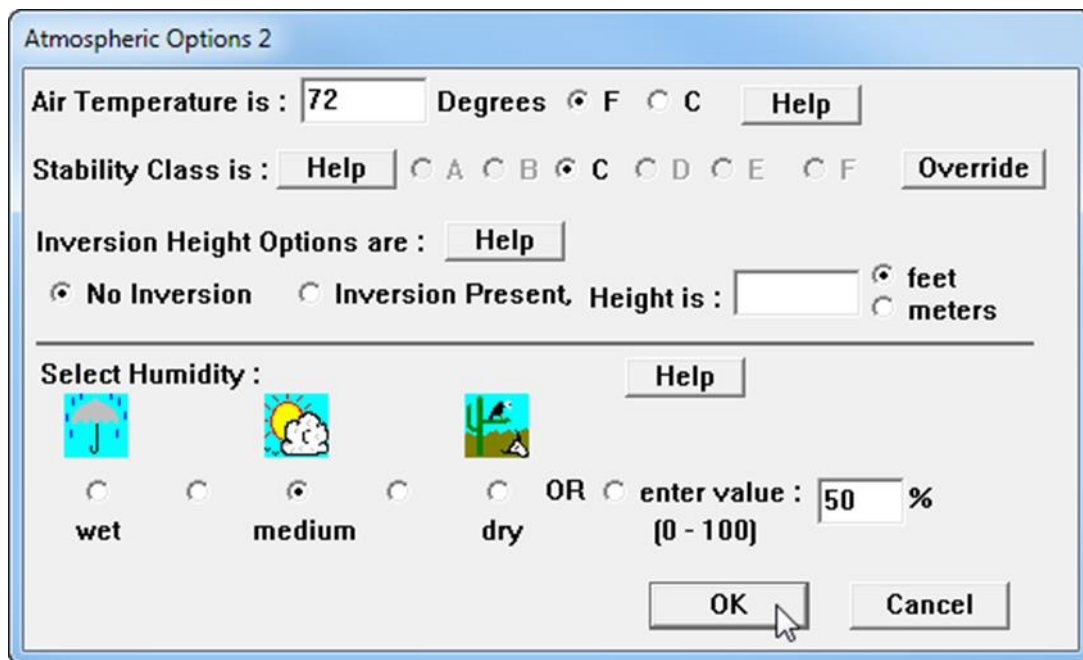 Atmospheric Options 2
Air Temperature is : 72 Degrees F C Help
Stability Class is : Help A B C D E F Override
Inversion Height Options are : Help
No Inversion Inversion Present, Height is : feet
meters
Select Humidity : Help
OR enter value : 50 %
wet medium dry (0 - 100)
OK Cancel